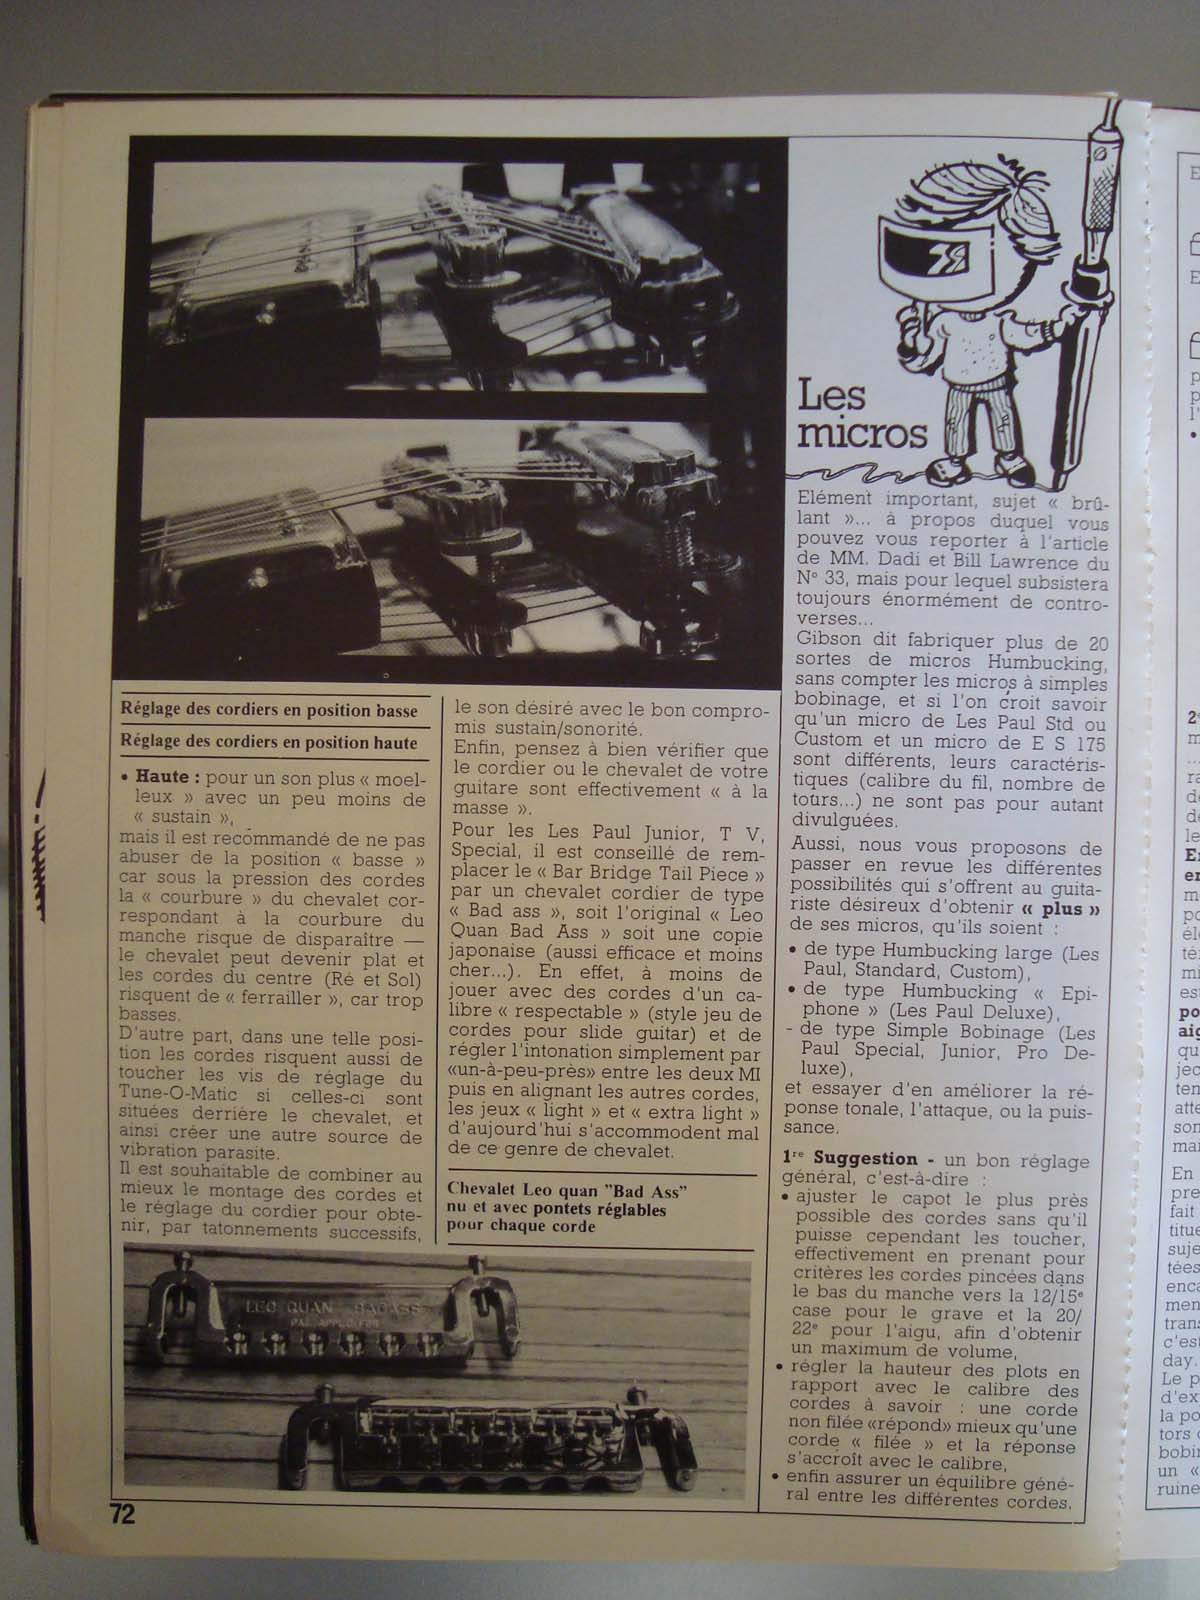 Réglage des cordiers en position basse
Réglage des cordiers en position haute
• Haute : pour un son plus « moel-
leux » avec un peu moins de
« sustain »,
mais il est recommandé de ne pas
abuser de la position « basse »
car sous la pression des cordes
la « courbure » du chevalet cor-
respondant à la courbure du
manche risque de disparaître —
le chevalet peut devenir plat et
les cordes du centre (Ré et Sol)
risquent de « ferrailler », car trop
basses.
D'autre part, dans une telle posi-
tion les cordes risquent aussi de
toucher les vis de réglage du
Tune-O-Matic si celles-ci sont
situées derrière le chevalet, et
ainsi créer une autre source de
vibration parasite.
Il est souhaitable de combiner au
mieux le montage des cordes et
le réglage du cordier pour obte-
nir, par tatonnements successifs,
le son désiré avec le bon compro-
mis sustain/sonorité.
Enfin, pensez à bien vérifier que
le cordier ou le chevalet de votre
guitare sont effectivement « à la
masse ».
Pour les Les Paul Junior, T V,
Special, il est conseillé de rem-
placer le « Bar Bridge Tail Piece »
par un chevalet cordier de type
« Bad ass », soit l'original « Leo
Quan Bad Ass » soit une copie
japonaise (aussi efficace et moins
cher...). En effet, à moins de
jouer avec des cordes d'un ca-
libre « respectable » (style jeu de
cordes pour slide guitar) et de
régler l'intonation simplement par
«un-à-peu-près» entre les deux MI
puis en alignant les autres cordes,
les jeux « light » et « extra light »
d'aujourd'hui s'accommodent mal
de ce genre de chevalet.
Chevalet Leo quan "Bad Ass"
nu et avec pontets réglables
pour chaque corde
LEO QUAN BADASS
PAT. APPLD FOR
Les
micros
Elément important, sujet « brû-
lant »... à propos duquel vous
pouvez vous reporter à l'article
de MM. Dadi et Bill Lawrence du
N° 33, mais pour lequel subsistera
toujours énormément de contro-
verses...
Gibson dit fabriquer plus de 20
sortes de micros Humbucking,
sans compter les micros à simples
bobinage, et si l'on croit savoir
qu'un micro de Les Paul Std ou
Custom et un micro de E S 175
sont différents, leurs caractéris-
tiques (calibre du fil, nombre de
tours...) ne sont pas pour autant
divulguées.
Aussi, nous vous proposons de
passer en revue les différentes
possibilités qui s'offrent au guita-
riste désireux d'obtenir « plus »
de ses micros, qu'ils soient :
• de type Humbucking large (Les
Paul, Standard, Custom),
• de type Humbucking « Epi-
phone » (Les Paul Deluxe),
- de type Simple Bobinage (Les
Paul Special, Junior, Pro De-
luxe),
et essayer d'en améliorer la ré-
ponse tonale, l'attaque, ou la puis-
sance.
1re Suggestion - un bon réglage
général, c'est-à-dire :
• ajuster le capot le plus près
possible des cordes sans qu'il
puisse cependant les toucher,
effectivement en prenant pour
critères les cordes pincées dans
le bas du manche vers la 12/15e
case pour le grave et la 20/
22e pour l'aigu, afin d'obtenir
un maximum de volume,
• régler la hauteur des plots en
rapport avec le calibre des
cordes à savoir : une corde
non filée «répond» mieux qu'une
corde « filée » et la réponse
s'accroît avec le calibre,
• enfin assurer un équilibre géné-
ral entre les différentes cordes.
72